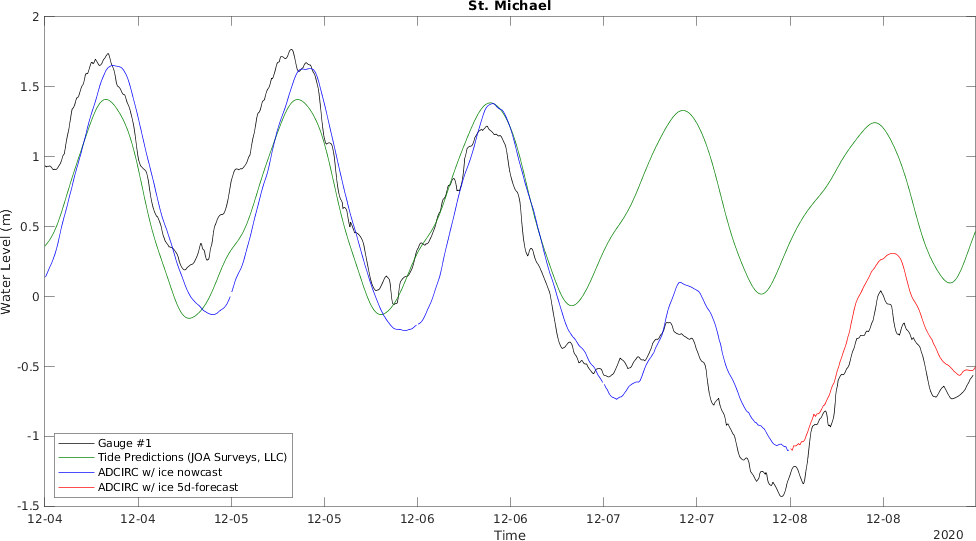 St. Michael
2
1.5
1
0.5
0
-0.5
-1
-1.5
Water Level (m)
Gauge #1
Tide Predictions (JOA Surveys, LLC)
ADCIRC w/ ice nowcast
ADCIRC w/ ice 5d-forecast
12-04 12-04 12-05 12-05 12-06 12-06 12-07 12-07 12-08 12-08
Time
2020